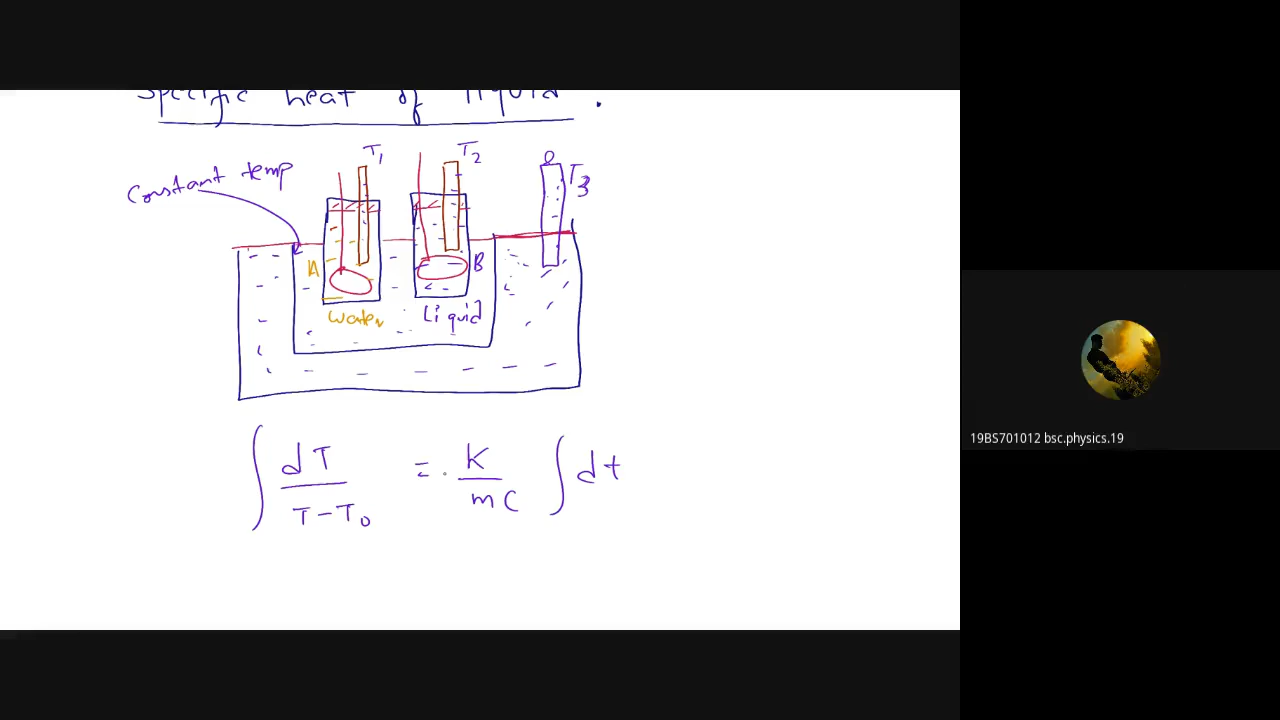 Specific heat of liquid.
Constant temp
T1
T2
T3
A
B
Water
Liquid
∫ dT / T-T0 = K / mC ∫ dt
19BS701012 bsc.physics.19